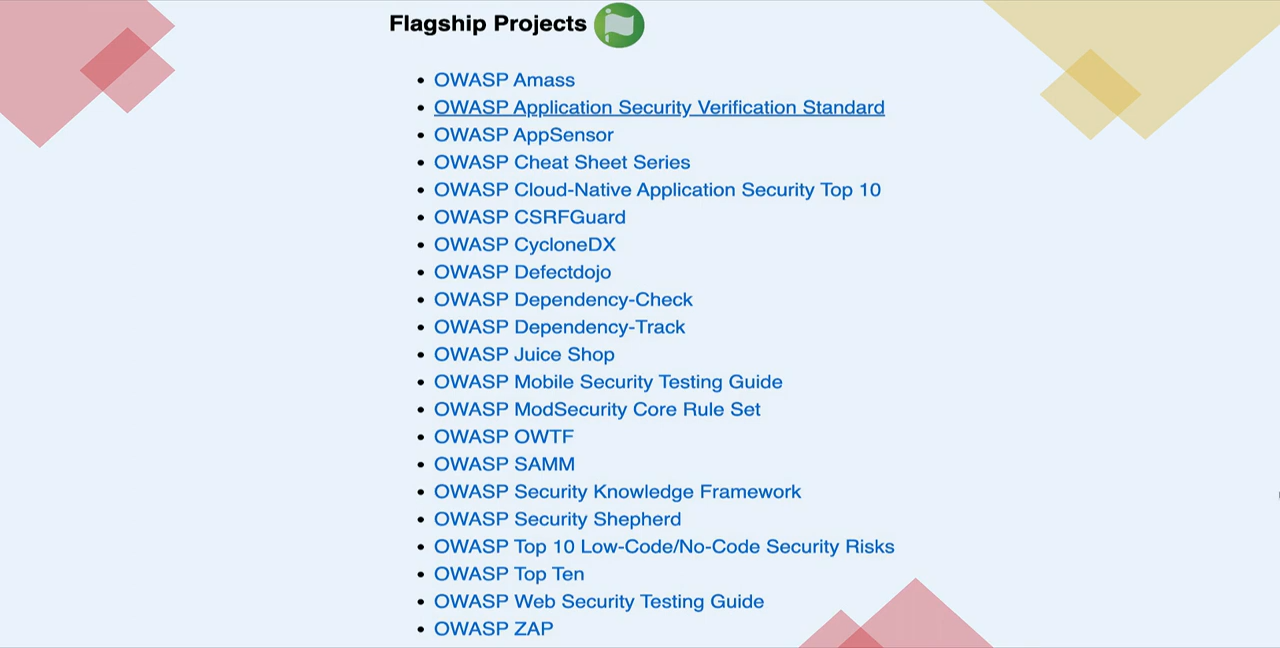 Flagship Projects
OWASP Amass
OWASP Application Security Verification Standard
OWASP AppSensor
OWASP Cheat Sheet Series
OWASP Cloud-Native Application Security Top 10
OWASP CSRFGuard
OWASP CycloneDX
OWASP Defectdojo
OWASP Dependency-Check
OWASP Dependency-Track
OWASP Juice Shop
OWASP Mobile Security Testing Guide
OWASP ModSecurity Core Rule Set
OWASP OWTF
OWASP SAMM
OWASP Security Knowledge Framework
OWASP Security Shepherd
OWASP Top 10 Low-Code/No-Code Security Risks
OWASP Top Ten
OWASP Web Security Testing Guide
OWASP ZAP